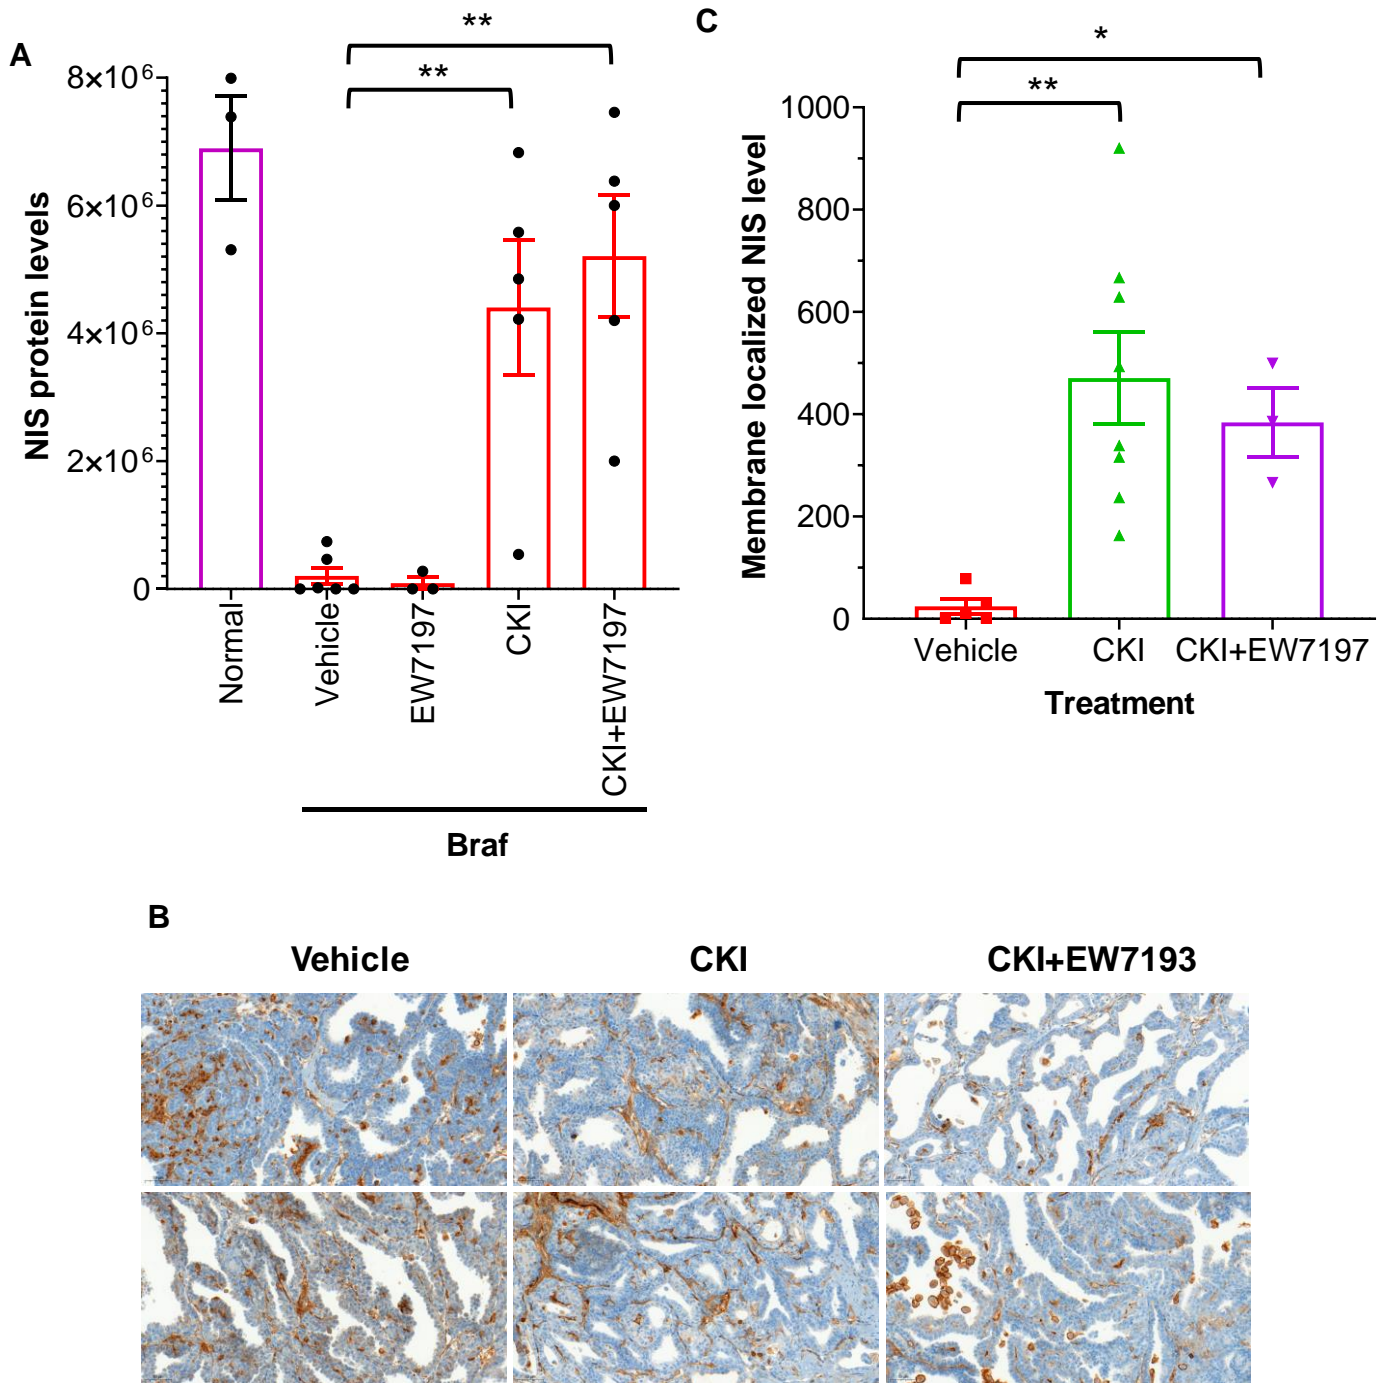 A
**
**
8×10⁶
6×10⁶
4×10⁶
2×10⁶
0
NIS protein levels
Normal
Vehicle
EW7197
CKI
CKI+EW7197
Braf
C
*
**
1000
800
600
400
200
0
Membrane localized NIS level
Vehicle CKI CKI+EW7197
Treatment
B
Vehicle CKI CKI+EW7193